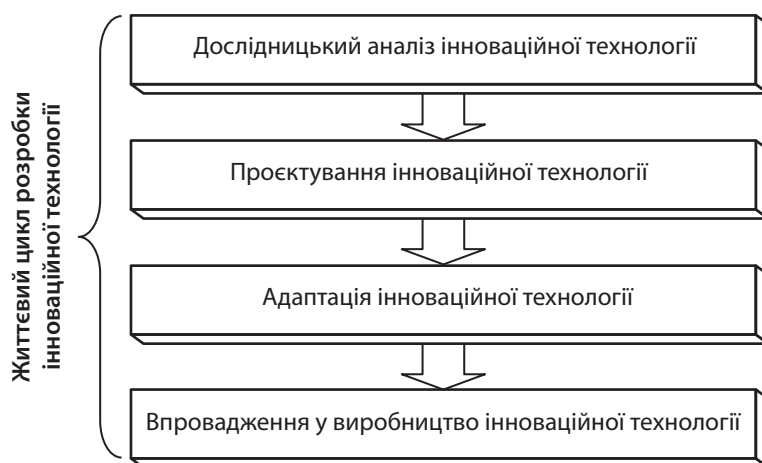 Життєвий цикл розробки
інноваційної технології
Дослідницький аналіз інноваційної технології
Проєктування інноваційної технології
Адаптація інноваційної технології
Впровадження у виробництво інноваційної технології